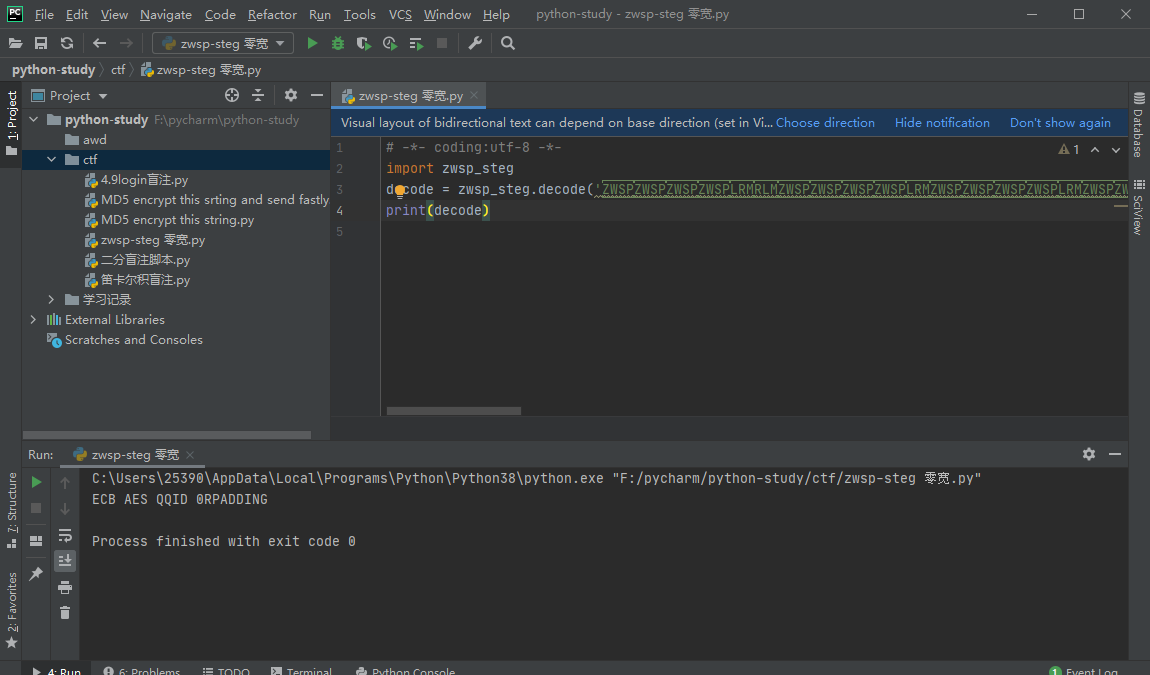 PC File Edit View Navigate Code Refactor Run Tools VCS Window Help python-study - zwsp-steg 零宽.py
zwsp-steg 零宽
python-study ctf zwsp-steg 零宽.py
1: Project
Project
python-study F:\pycharm\python-study
awd
ctf
4.9login盲注.py
MD5 encrypt this srting and send fastly
MD5 encrypt this string.py
zwsp-steg 零宽.py
二分盲注脚本.py
笛卡尔积盲注.py
学习记录
External Libraries
Scratches and Consoles
zwsp-steg 零宽.py
Visual layout of bidirectional text can depend on base direction (set in Vi... Choose direction Hide notification Don't show again
1 # -*- coding:utf-8 -*-
2 import zwsp_steg
3 decode = zwsp_steg.decode('ZWSPZWSPZWSPZWSPLRMRLMZWSPZWSPZWSPZWSPLRMZWSPZWSPZWSPZWSPLRMZWSPZW
4 print(decode)
5
1
Database
SciView
Run: zwsp-steg 零宽
C:\Users\25390\AppData\Local\Programs\Python\Python38\python.exe "F:/pycharm/python-study/ctf/zwsp-steg 零宽.py"
ECB AES QQID 0RPADDING
Process finished with exit code 0
7: Structure
2: Favorites
4: Run 6: Problems TODO Terminal Python Console 1 Event Log